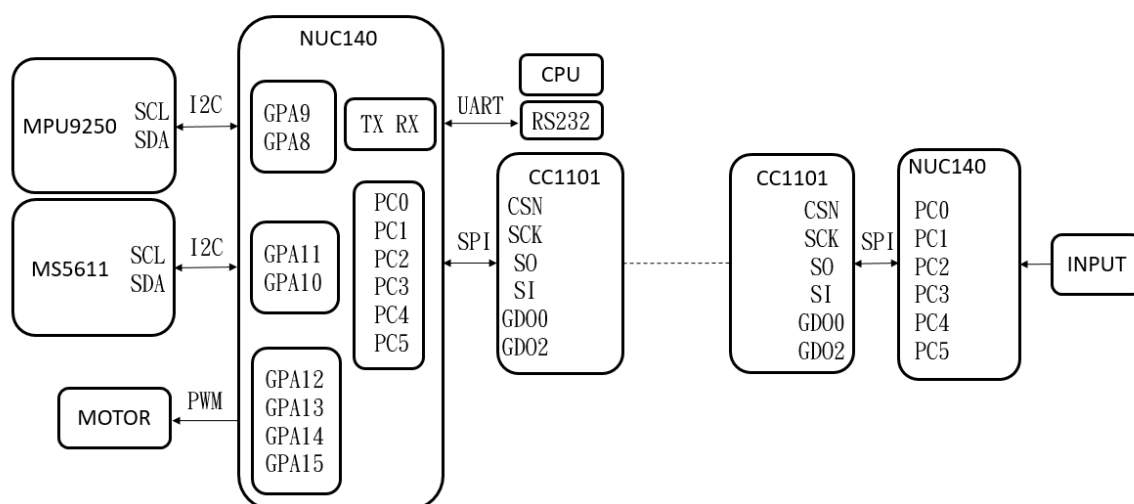 NUC140
MPU9250
SCL
SDA
I2C
GPA9
GPA8
TX RX
UART
CPU
RS232
MS5611
SCL
SDA
I2C
GPA11
GPA10
PC0
PC1
PC2
PC3
PC4
PC5
SPI
CC1101
CSN
SCK
SO
SI
GDO0
GDO2
MOTOR
PWM
GPA12
GPA13
GPA14
GPA15
CC1101
CSN
SCK
SO
SI
GDO0
GDO2
SPI
NUC140
PC0
PC1
PC2
PC3
PC4
PC5
INPUT